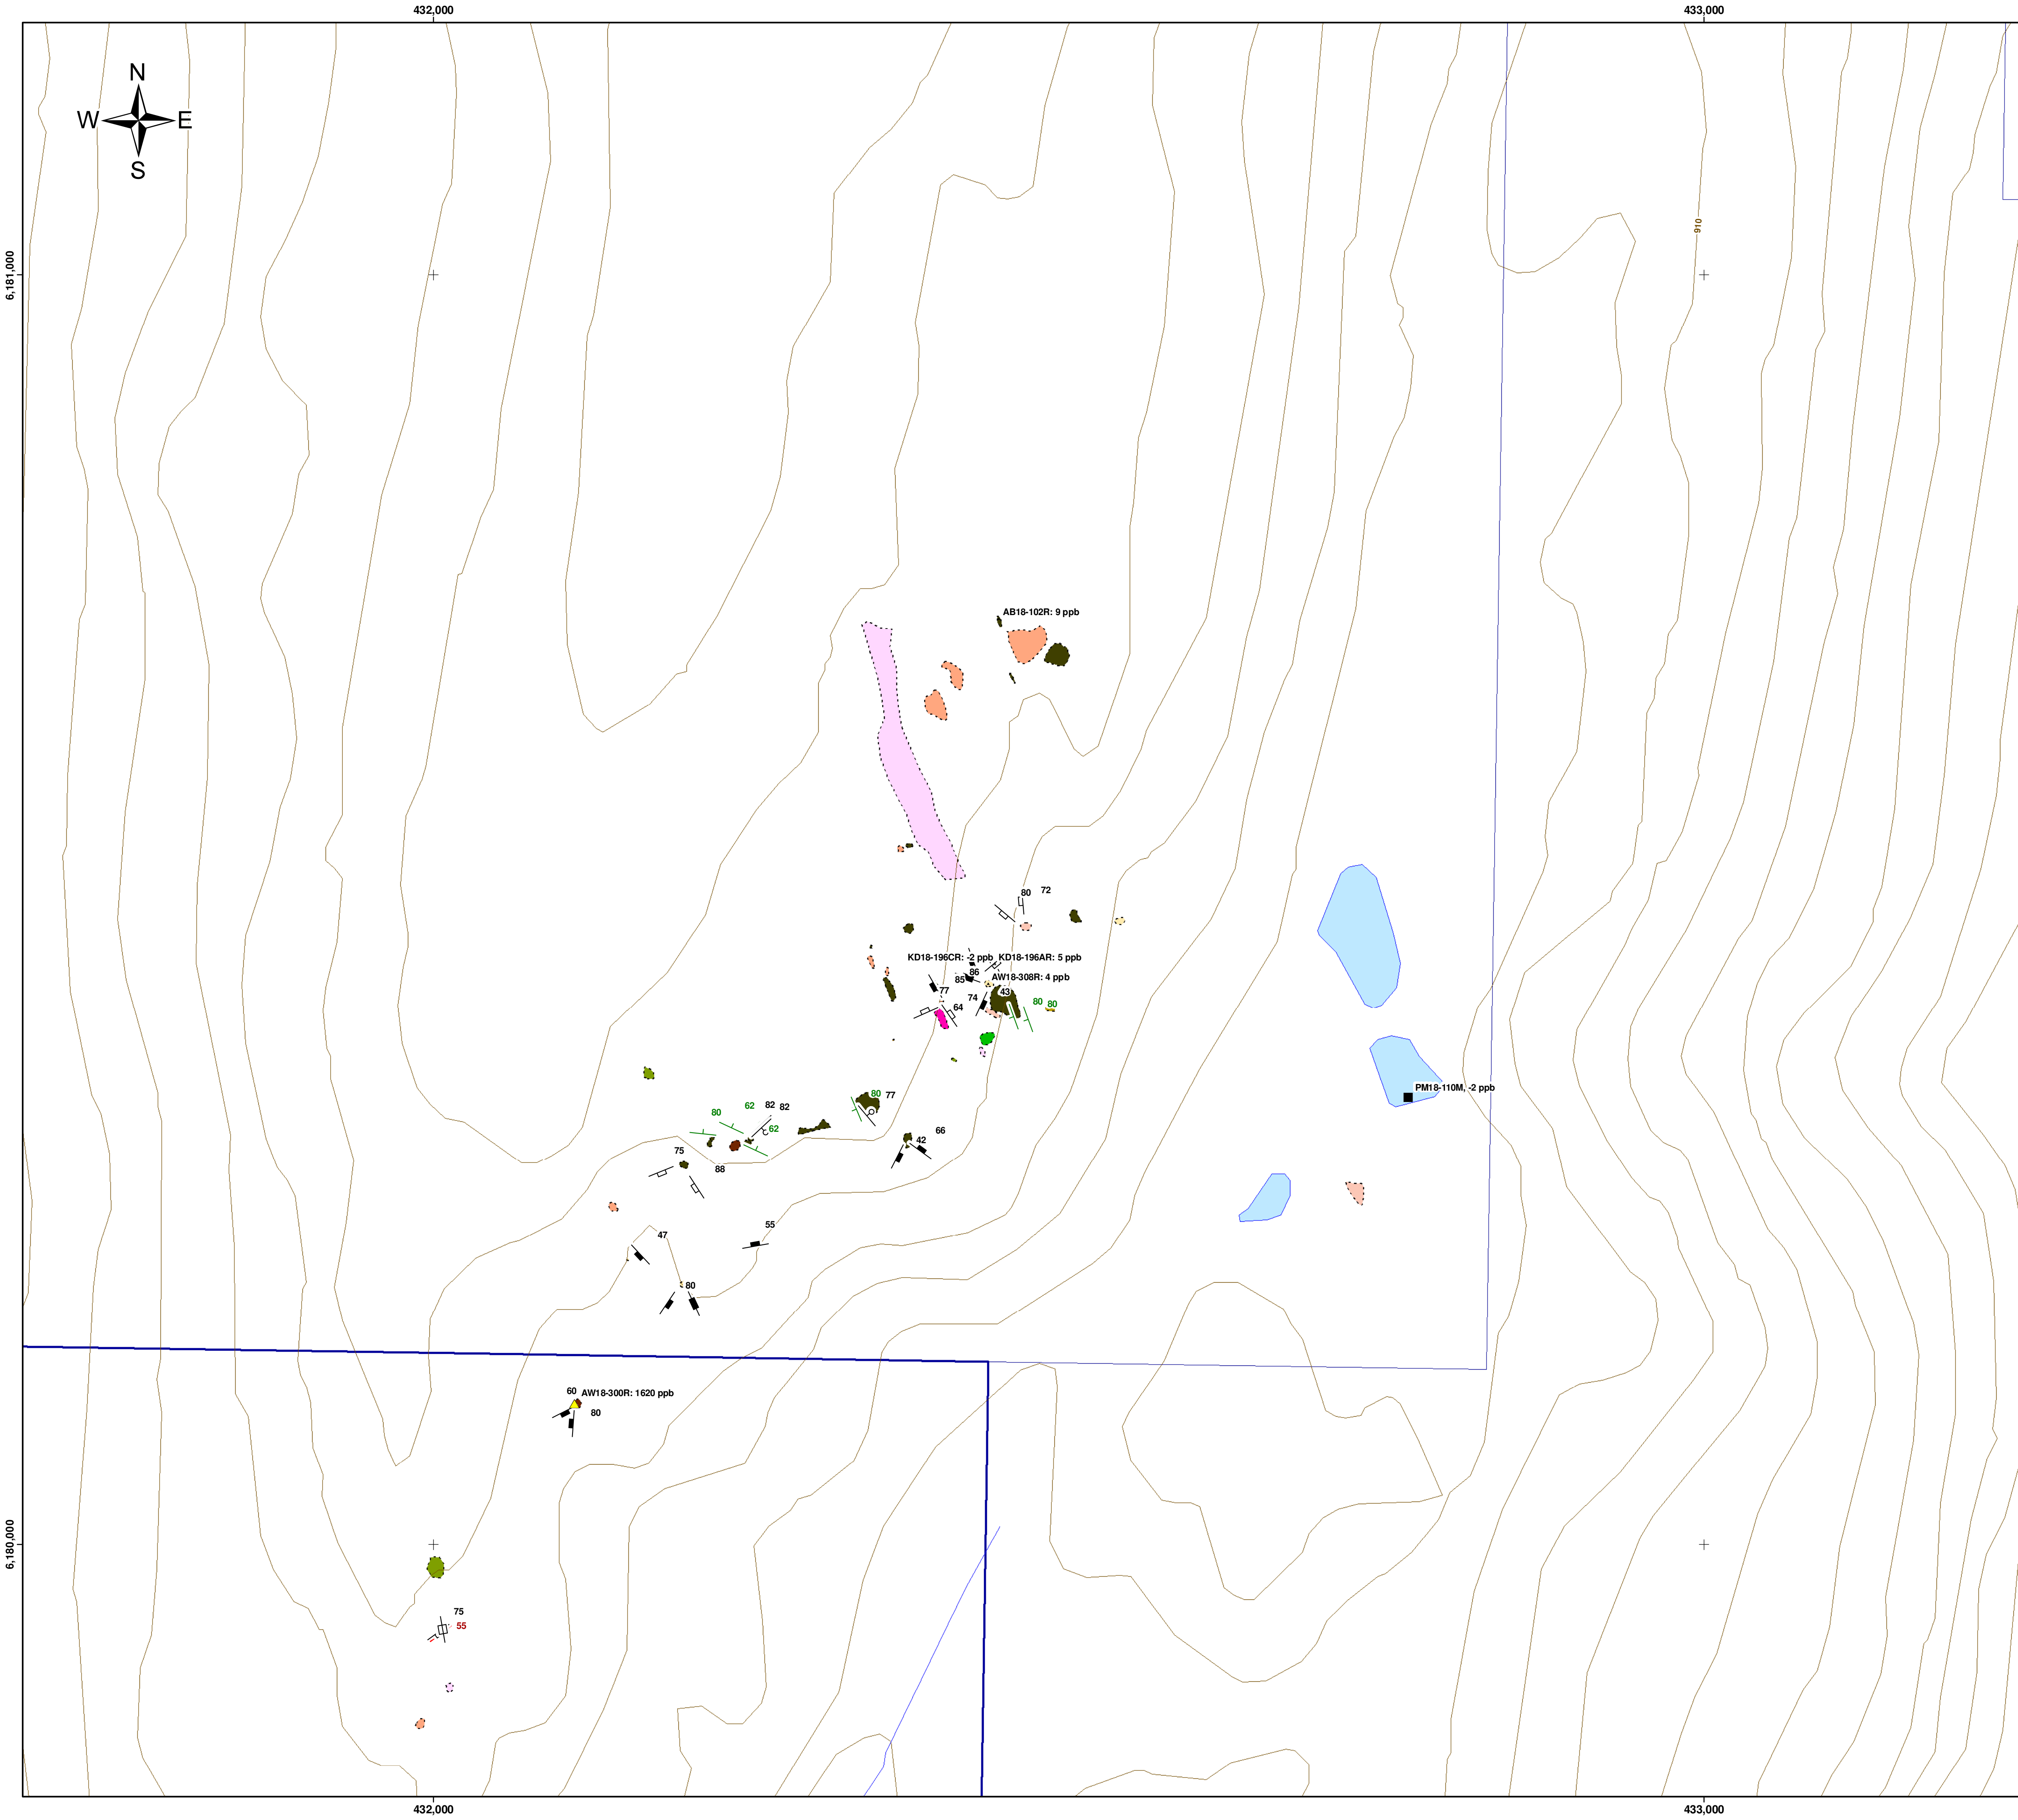 432,000 433,000
N
W E
S
910
6,181,000
AB18-102R: 9 ppb
80 72
KD18-196CR: -2 ppb KD18-196AR: 5 ppb
86
85 AW18-308R: 4 ppb
77 43
74 80 80
64
PM18-110M, -2 ppb
80 77
62 82 82
80
62
66
42
75
88
55
47
80
60 AW18-300R: 1620 ppb
80
6,180,000
75
55
432,000 433,000